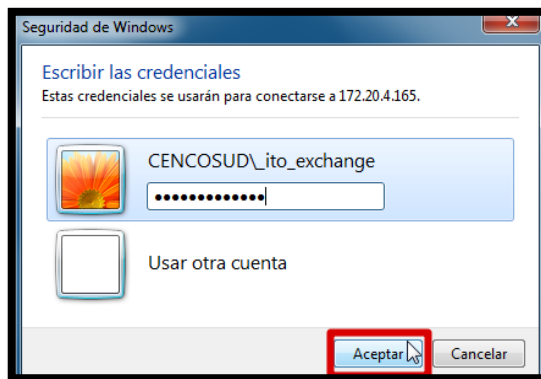 Seguridad de Windows
Escribir las credenciales
Estas credenciales se usarán para conectarse a 172.20.4.165.
CENCOSUD\_ito_exchange
•••••••••••••
Usar otra cuenta
Aceptar
Cancelar